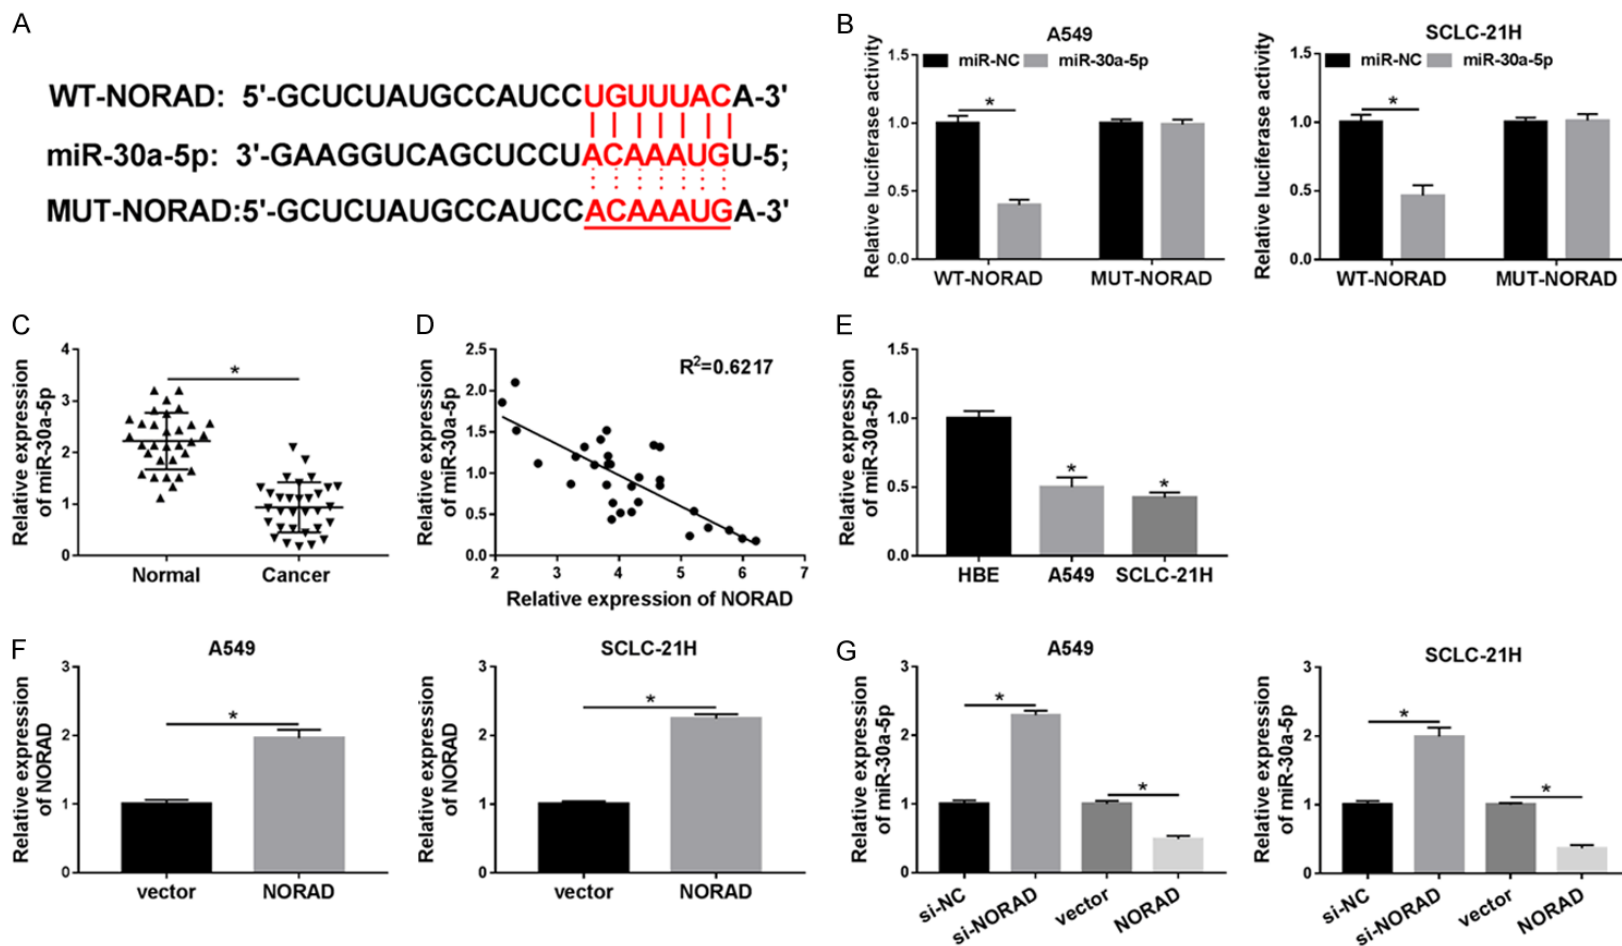 A
WT-NORAD: 5'-GCUCUAUGCCAUCCUGUUUACA-3'
miR-30a-5p: 3'-GAAGGUCAGCUCCUACAAAUGU-5;
MUT-NORAD:5'-GCUCUAUGCCAUCCACAAAUGA-3'
B
A549
Relative luciferase activity
miR-NC miR-30a-5p
1.5
1.0
0.5
0.0
*
WT-NORAD MUT-NORAD
SCLC-21H
Relative luciferase activity
miR-NC miR-30a-5p
1.5
1.0
0.5
0.0
*
WT-NORAD MUT-NORAD
C
Relative expression
of miR-30a-5p
4
3
2
1
0
*
Normal Cancer
D
Relative expression
of miR-30a-5p
2.5
2.0
1.5
1.0
0.5
0.0
R²=0.6217
2 3 4 5 6 7
Relative expression of NORAD
E
Relative expression
of miR-30a-5p
1.5
1.0
0.5
0.0
* *
HBE A549 SCLC-21H
F
A549
Relative expression
of NORAD
3
2
1
0
*
vector NORAD
SCLC-21H
Relative expression
of NORAD
3
2
1
0
*
vector NORAD
G
A549
Relative expression
of miR-30a-5p
3
2
1
0
* *
si-NC si-NORAD vector NORAD
SCLC-21H
Relative expression
of miR-30a-5p
3
2
1
0
* *
si-NC si-NORAD vector NORAD